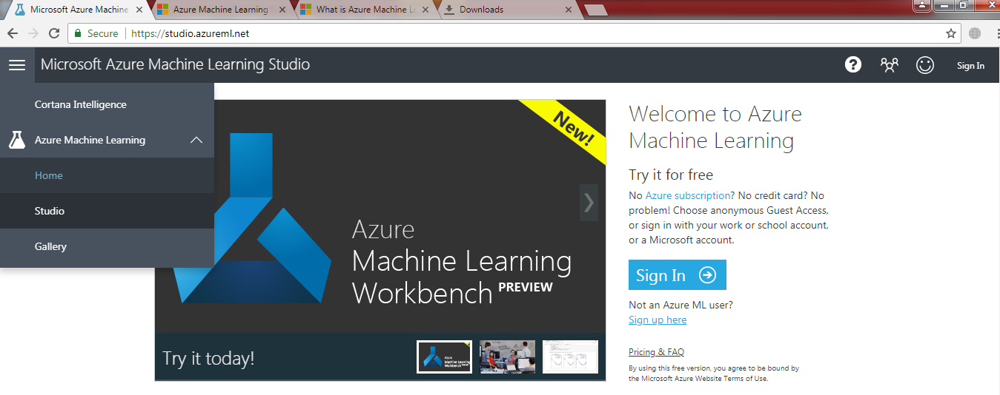 Microsoft Azure Machine
Azure Machine Learning
What is Azure Machine Le
Downloads
Secure
https://studio.azureml.net
Microsoft Azure Machine Learning Studio
Sign In
Cortana Intelligence
Azure Machine Learning
Home
Studio
Gallery
New!
Azure
Machine Learning
Workbench PREVIEW
Try it today!
Azure
Machine Learning
Workbench
Welcome to Azure
Machine Learning
Try it for free
No Azure subscription? No credit card? No
problem! Choose anonymous Guest Access,
or sign in with your work or school account,
or a Microsoft account.
Sign In
Not an Azure ML user?
Sign up here
Pricing & FAQ
By using this free version, you agree to be bound by
the Microsoft Azure Website Terms of Use.